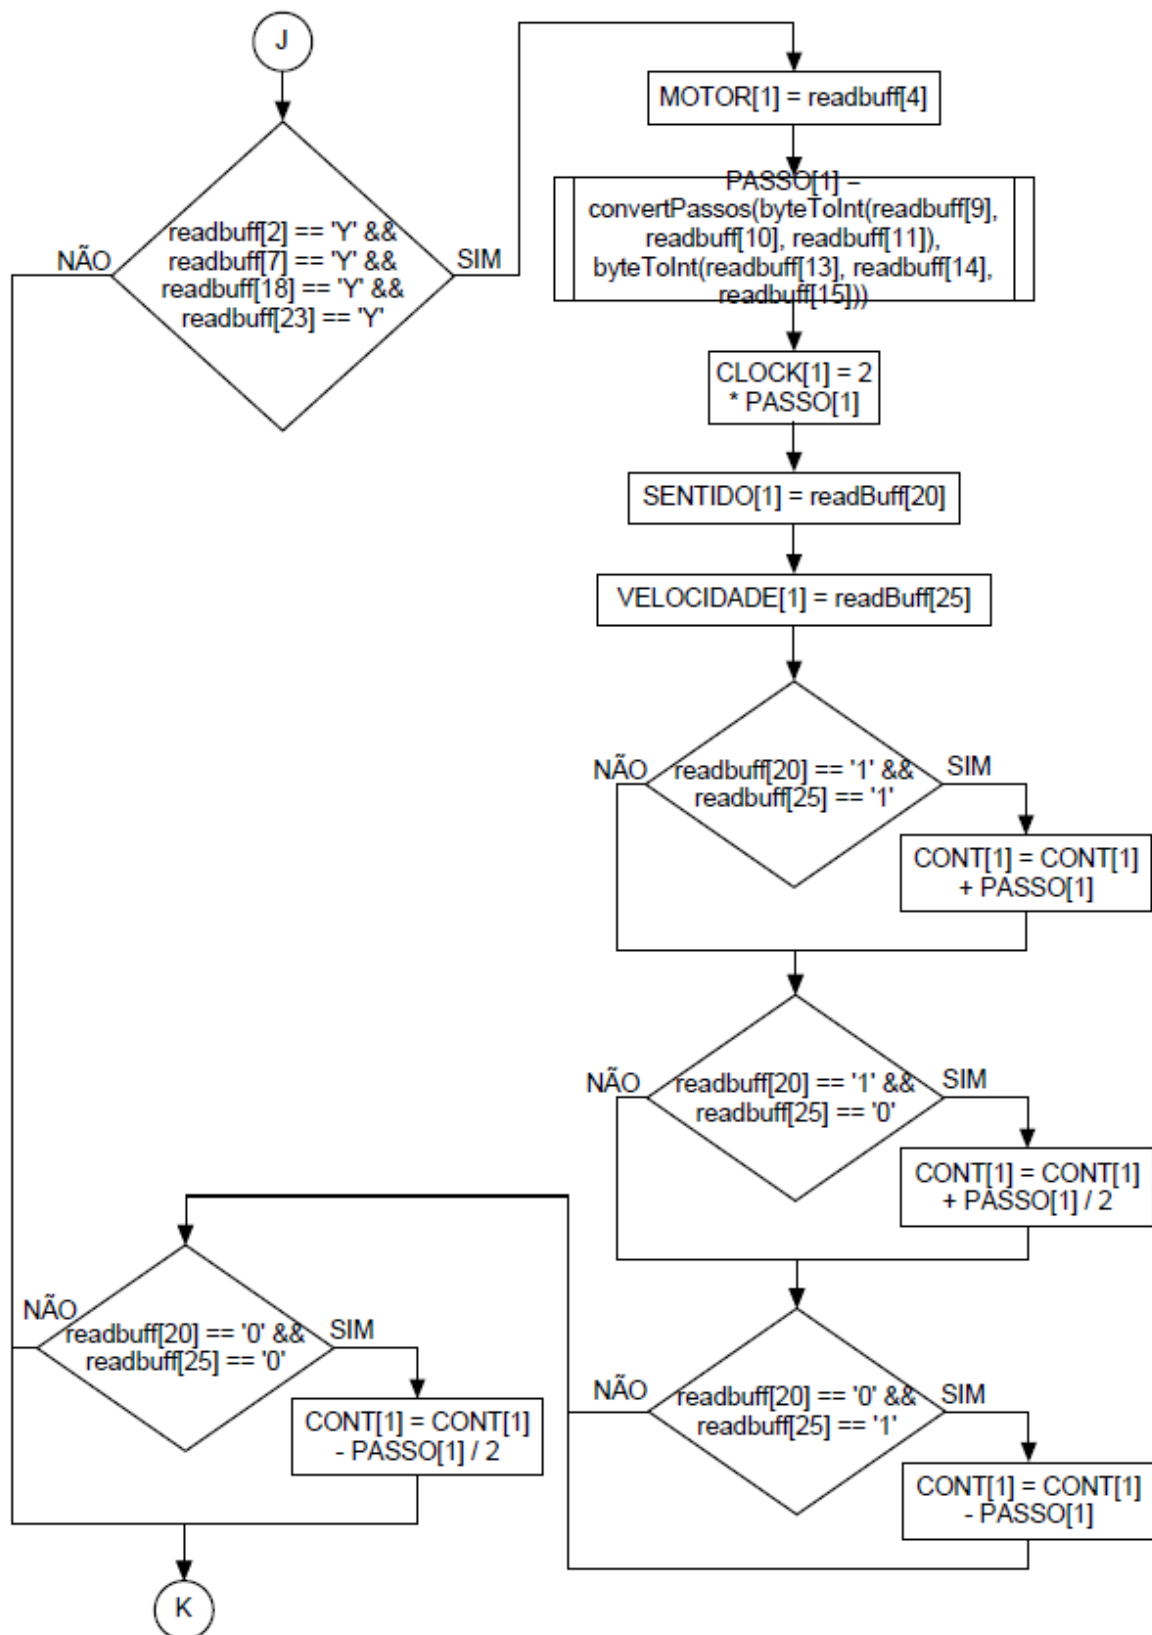 J
readbuff[2] == 'Y' &&
readbuff[7] == 'Y' &&
readbuff[18] == 'Y' &&
readbuff[23] == 'Y'
NÃO
SIM
MOTOR[1] = readbuff[4]
PASSO[1] =
convertPassos(byteToInt(readbuff[9],
readbuff[10], readbuff[11]),
byteToInt(readbuff[13], readbuff[14],
readbuff[15]))
CLOCK[1] = 2
* PASSO[1]
SENTIDO[1] = readBuff[20]
VELOCIDADE[1] = readBuff[25]
NÃO
readbuff[20] == '1' &&
readbuff[25] == '1'
SIM
CONT[1] = CONT[1]
+ PASSO[1]
NÃO
readbuff[20] == '1' &&
readbuff[25] == '0'
SIM
CONT[1] = CONT[1]
+ PASSO[1] / 2
NÃO
readbuff[20] == '0' &&
readbuff[25] == '1'
SIM
CONT[1] = CONT[1]
- PASSO[1]
NÃO
readbuff[20] == '0' &&
readbuff[25] == '0'
SIM
CONT[1] = CONT[1]
- PASSO[1] / 2
K